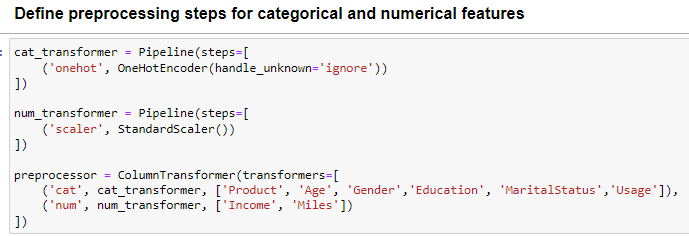 Define preprocessing steps for categorical and numerical features
: cat_transformer = Pipeline(steps=[
    ('onehot', OneHotEncoder(handle_unknown='ignore'))
])
num_transformer = Pipeline(steps=[
    ('scaler', StandardScaler())
])
preprocessor = ColumnTransformer(transformers=[
    ('cat', cat_transformer, ['Product', 'Age', 'Gender','Education', 'MaritalStatus','Usage']),
    ('num', num_transformer, ['Income', 'Miles'])
])